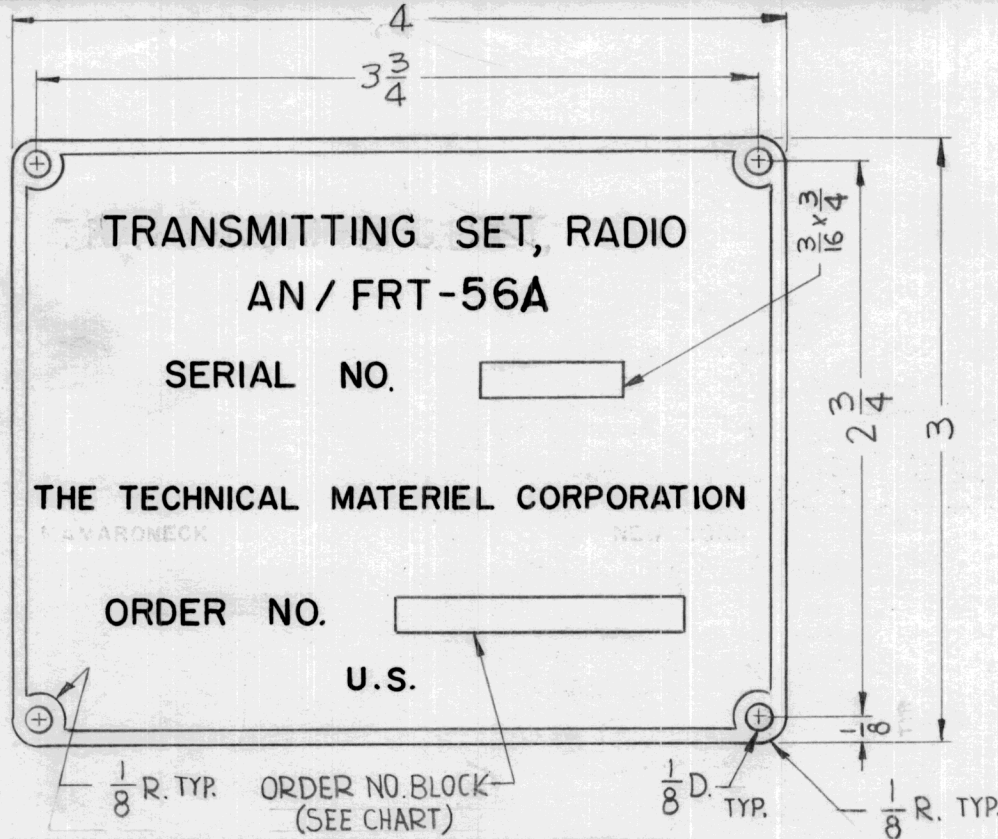 4
3 3/4
TRANSMITTING SET, RADIO
AN/FRT-56A
3/16 x 3/4
SERIAL NO.
2 3/4
3
THE TECHNICAL MATERIEL CORPORATION
MAMARONECK
ORDER NO.
U.S.
1/8
1/8 R. TYP.
ORDER NO. BLOCK
(SEE CHART)
1/8 D. TYP.
1/8 R. TYP.